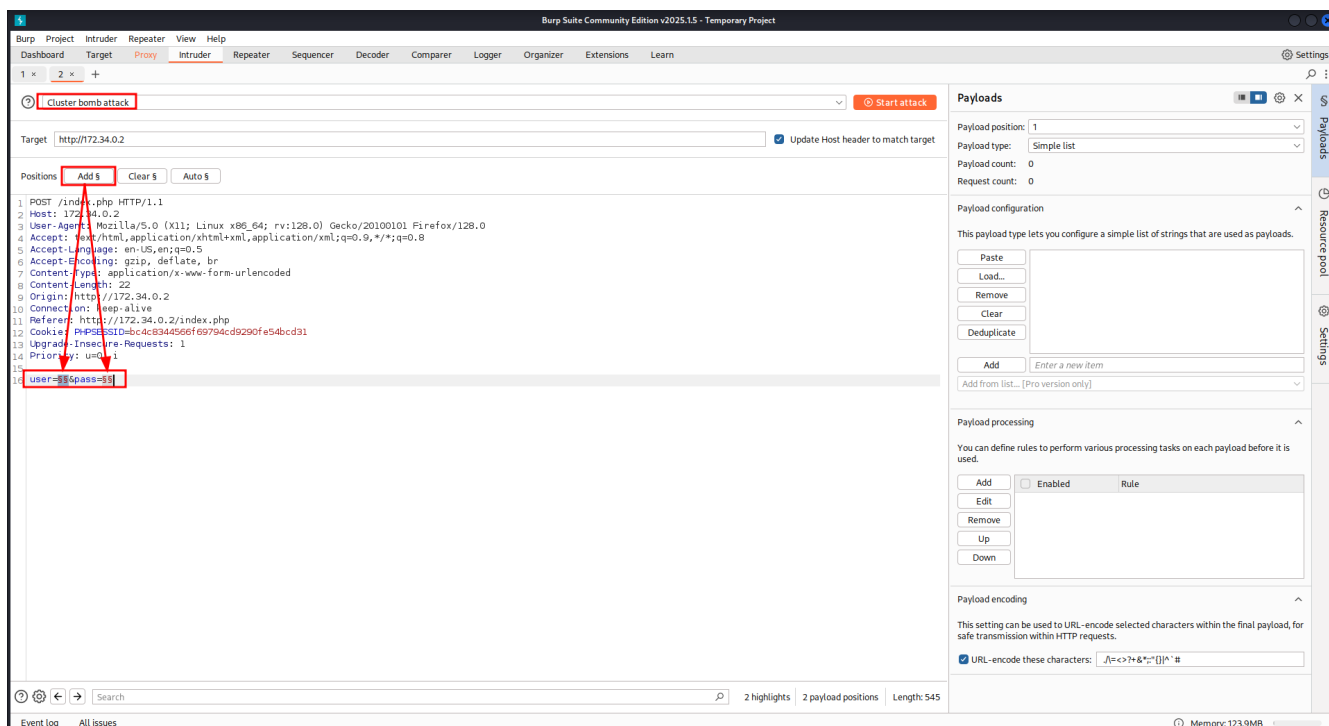 Burp Suite Community Edition v2025.1.5 - Temporary Project
Burp Project Intruder Repeater View Help
Dashboard Target Proxy Intruder Repeater Sequencer Decoder Comparer Logger Organizer Extensions Learn Settings
1 × 2 × +
Cluster bomb attack Start attack
Target http://172.34.0.2 Update Host header to match target
Positions Add § Clear § Auto §
1 POST /index.php HTTP/1.1
2 Host: 172.34.0.2
3 User-Agent: Mozilla/5.0 (X11; Linux x86_64; rv:128.0) Gecko/20100101 Firefox/128.0
4 Accept: text/html,application/xhtml+xml,application/xml;q=0.9,*/*;q=0.8
5 Accept-Language: en-US,en;q=0.5
6 Accept-Encoding: gzip, deflate, br
7 Content-Type: application/x-www-form-urlencoded
8 Content-Length: 22
9 Origin: http://172.34.0.2
10 Connection: keep-alive
11 Referer: http://172.34.0.2/index.php
12 Cookie: PHPSESSID=bc4c8344566f69794cd9290fe54bcd31
13 Upgrade-Insecure-Requests: 1
14 Priority: u=0, i
15
16 user=§§&pass=§§
Search 2 highlights 2 payload positions Length: 545
Event log All issues Memory: 123.9MB
Payloads
Payload position: 1
Payload type: Simple list
Payload count: 0
Request count: 0
Payload configuration
This payload type lets you configure a simple list of strings that are used as payloads.
Paste
Load...
Remove
Clear
Deduplicate
Add Enter a new item
Add from list... [Pro version only]
Payload processing
You can define rules to perform various processing tasks on each payload before it is
used.
Add Enabled Rule
Edit
Remove
Up
Down
Payload encoding
This setting can be used to URL-encode selected characters within the final payload, for
safe transmission within HTTP requests.
URL-encode these characters: ./\=<>?+&*;:"{}|^`#
§ Payloads
Resource pool
Settings